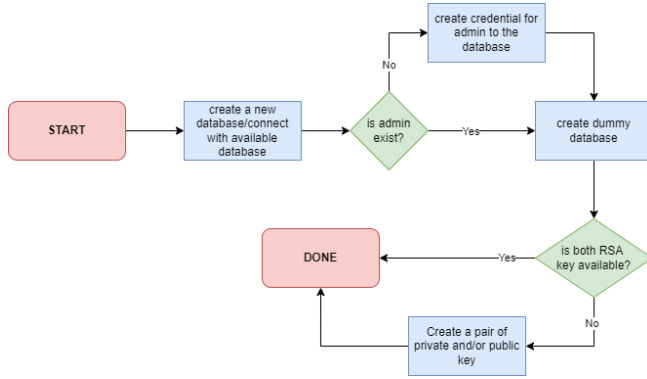 create credential for
admin to the
database
No
START
create a new
database/connect
with available
database
is admin
exist?
Yes
create dummy
database
DONE
Yes
is both RSA
key available?
No
Create a pair of
private and/or public
key